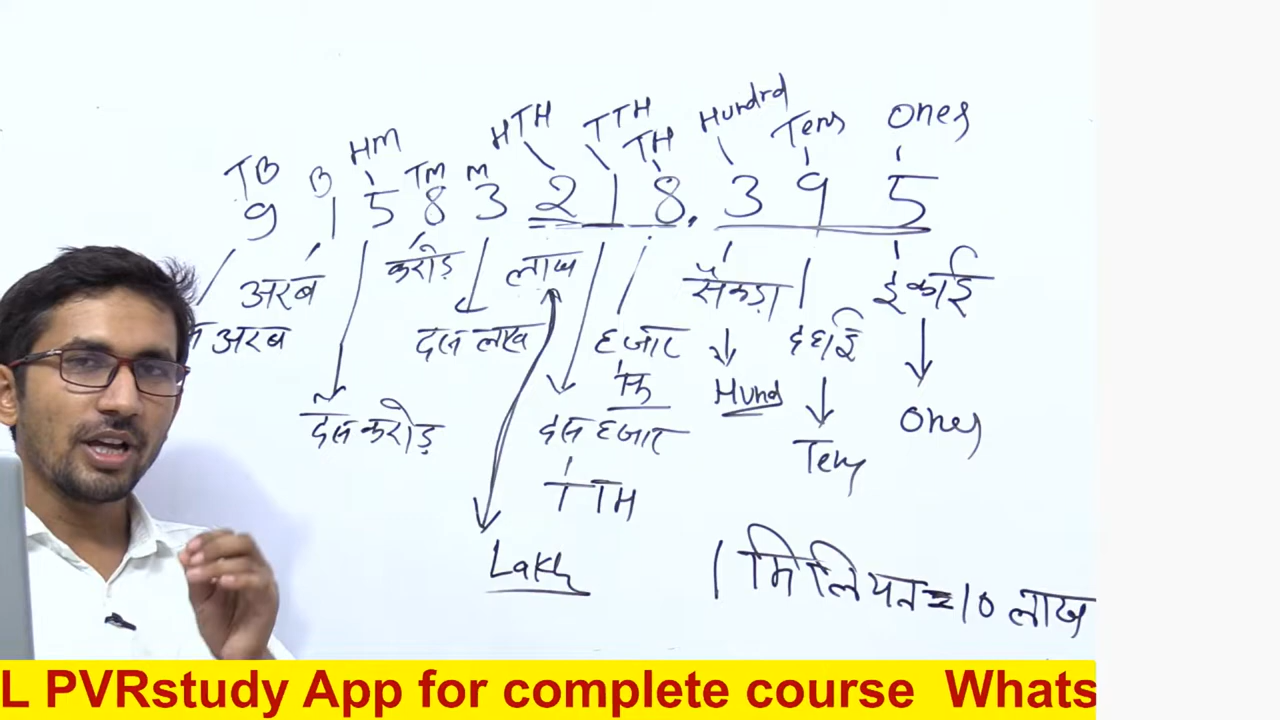 TB B HM TM M HTH TTH TH Hundrd Tens Ones
9 1 5 8 3 2 1 8, 3 9 5
अरब करोड़ लाख सैकड़ा इकाई
अरब दस लाख हजार दहाई
TH Hund
दस करोड़ दस हजार Tens Ones
T TH
Lakh
1 मिलियन = 10 लाख
L PVRstudy App for complete course Whats